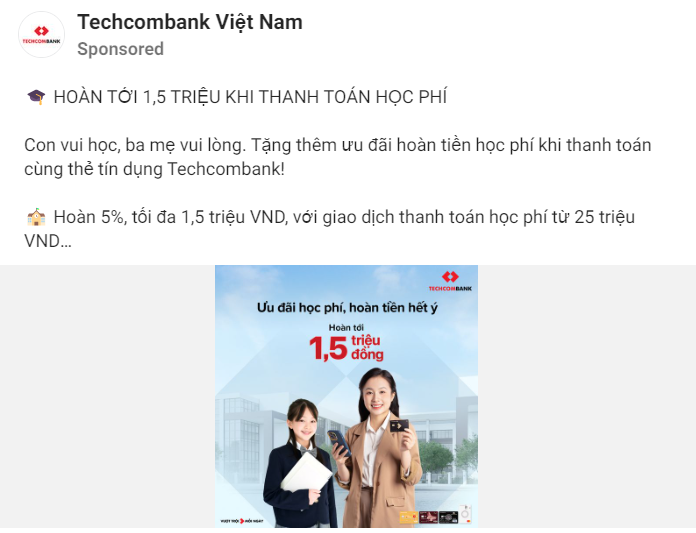 Techcombank Việt Nam
Sponsored
TECHCOMBANK
🎓 HOÀN TỚI 1,5 TRIỆU KHI THANH TOÁN HỌC PHÍ
Con vui học, ba mẹ vui lòng. Tặng thêm ưu đãi hoàn tiền học phí khi thanh toán
cùng thẻ tín dụng Techcombank!
🏫 Hoàn 5%, tối đa 1,5 triệu VND, với giao dịch thanh toán học phí từ 25 triệu
VND…
TECHCOMBANK
Ưu đãi học phí, hoàn tiền hết ý
Hoàn tới
1,5 triệu đồng
VƯỢT TRỘI MỖI NGÀY